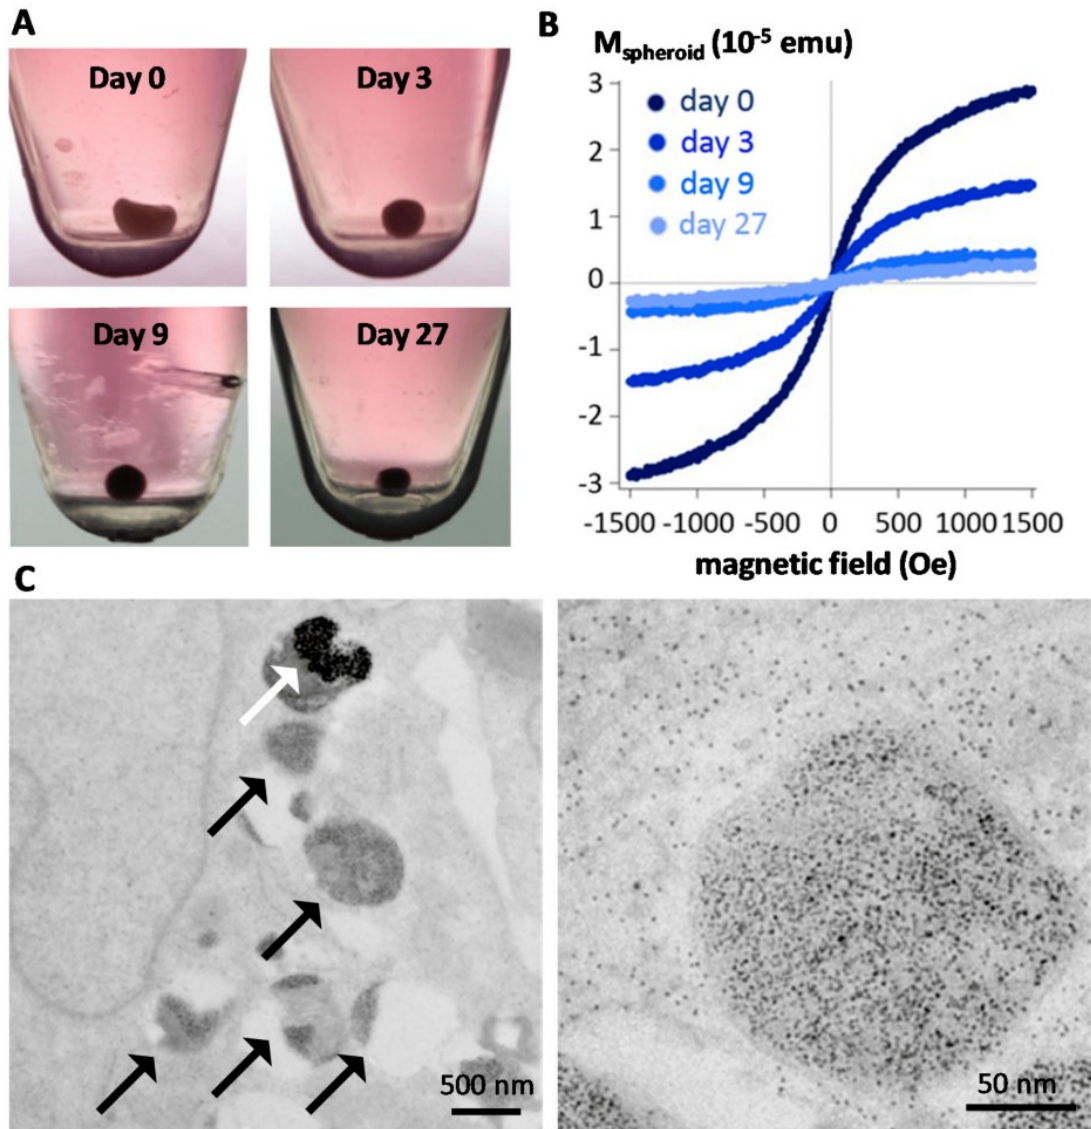 A
Day 0
Day 3
Day 9
Day 27
B
M_spheroid (10^-5 emu)
3
2
1
0
-1
-2
-3
day 0
day 3
day 9
day 27
-1500 -1000 -500 0 500 1000 1500
magnetic field (Oe)
C
500 nm
50 nm